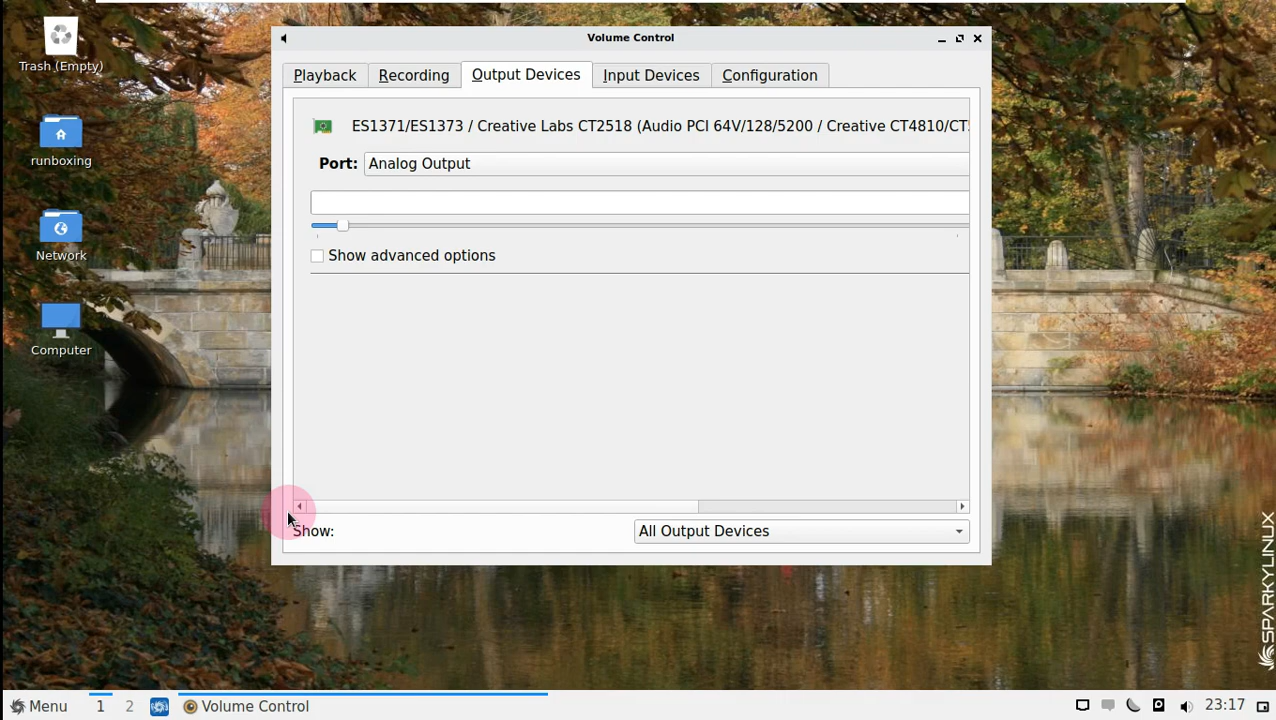 Trash (Empty)
runboxing
Network
Computer
Volume Control
Playback
Recording
Output Devices
Input Devices
Configuration
ES1371/ES1373 / Creative Labs CT2518 (Audio PCI 64V/128/5200 / Creative CT4810/CT5
Port: Analog Output
Show advanced options
Show: All Output Devices
SPARKYLINUX
Menu 1 2 Volume Control 23:17